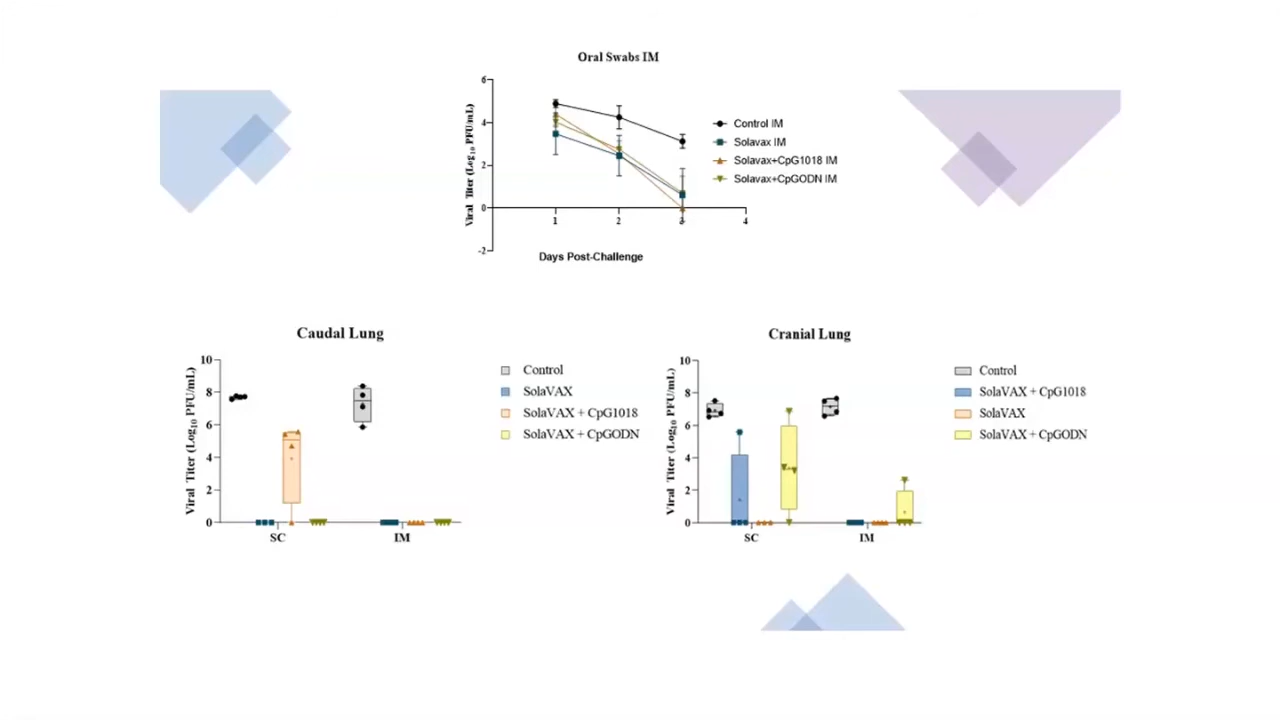 Oral Swabs IM
6
4
2
0
-2
Viral Titer (Log10 PFU/mL)
1
2
3
4
Days Post-Challenge
Control IM
Solavax IM
Solavax+CpG1018 IM
Solavax+CpGODN IM
Caudal Lung
Viral Titer (Log10 PFU/mL)
10
8
6
4
2
0
SC
IM
Control
SolaVAX
SolaVAX + CpG1018
SolaVAX + CpGODN
Cranial Lung
Viral Titer (Log10 PFU/mL)
10
8
6
4
2
0
SC
IM
Control
SolaVAX + CpG1018
SolaVAX
SolaVAX + CpGODN